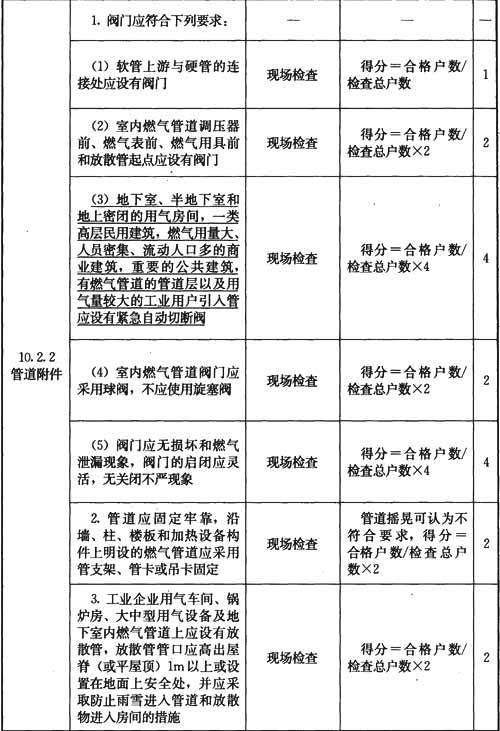 10.2.2
管道附件
1. 阀门应符合下列要求：
—
—
—
（1）软管上游与硬管的连
接处应设有阀门
现场检查
得分＝合格户数/
检查总户数
1
（2）室内燃气管道调压器
前、燃气表前、燃气用具前
和放散管起点应设有阀门
现场检查
得分＝合格户数/
检查总户数×2
2
（3）地下室、半地下室和
地上密闭的用气房间，一类
高层民用建筑，燃气用量大、
人员密集、流动人口多的商
业建筑，重要的公共建筑，
有燃气管道的管道层以及用
气量较大的工业用户引入管
应设有紧急自动切断阀
现场检查
得分＝合格户数/
检查总户数×4
4
（4）室内燃气管道阀门应
采用球阀，不应使用旋塞阀
现场检查
得分＝合格户数/
检查总户数×2
2
（5）阀门应无损坏和燃气
泄漏现象，阀门的启闭应灵
活，无关闭不严现象
现场检查
得分＝合格户数/
检查总户数×4
4
2. 管道应固定牢靠，沿
墙、柱、楼板和加热设备构
件上明设的燃气管道应采用
管支架、管卡或吊卡固定
现场检查
管道摇晃可认为不
符合要求，得分＝
合格户数/检查总户
数×2
2
3. 工业企业用气车间、锅
炉房、大中型用气设备及地
下室内燃气管道上应设有放
散管，放散管管口应高出屋
脊（或平屋顶）1m以上或设
置在地面上安全处，并应采
取防止雨雪进入管道和放散
物进入房间的措施
现场检查
得分＝合格户数/
检查总户数×2
2